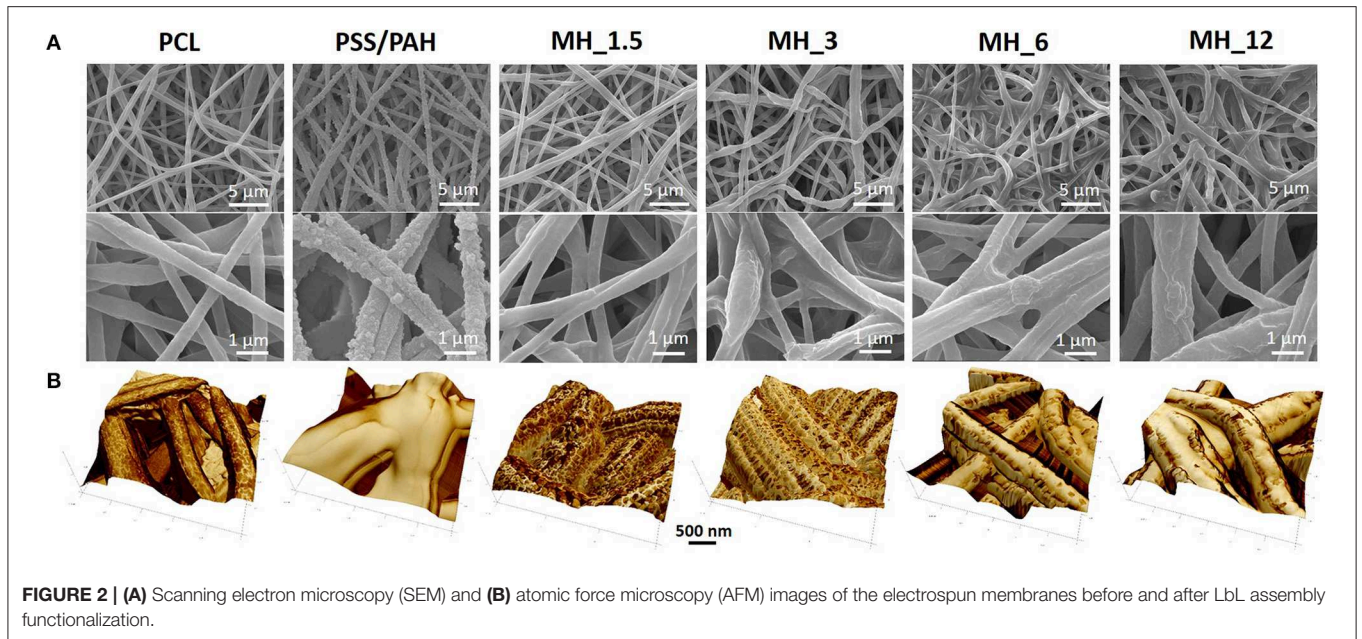 A PCL PSS/PAH MH_1.5 MH_3 MH_6 MH_12
5 µm 5 µm 5 µm 5 µm 5 µm 5 µm
1 µm 1 µm 1 µm 1 µm 1 µm 1 µm
B
500 nm
FIGURE 2 | (A) Scanning electron microscopy (SEM) and (B) atomic force microscopy (AFM) images of the electrospun membranes before and after LbL assembly
functionalization.